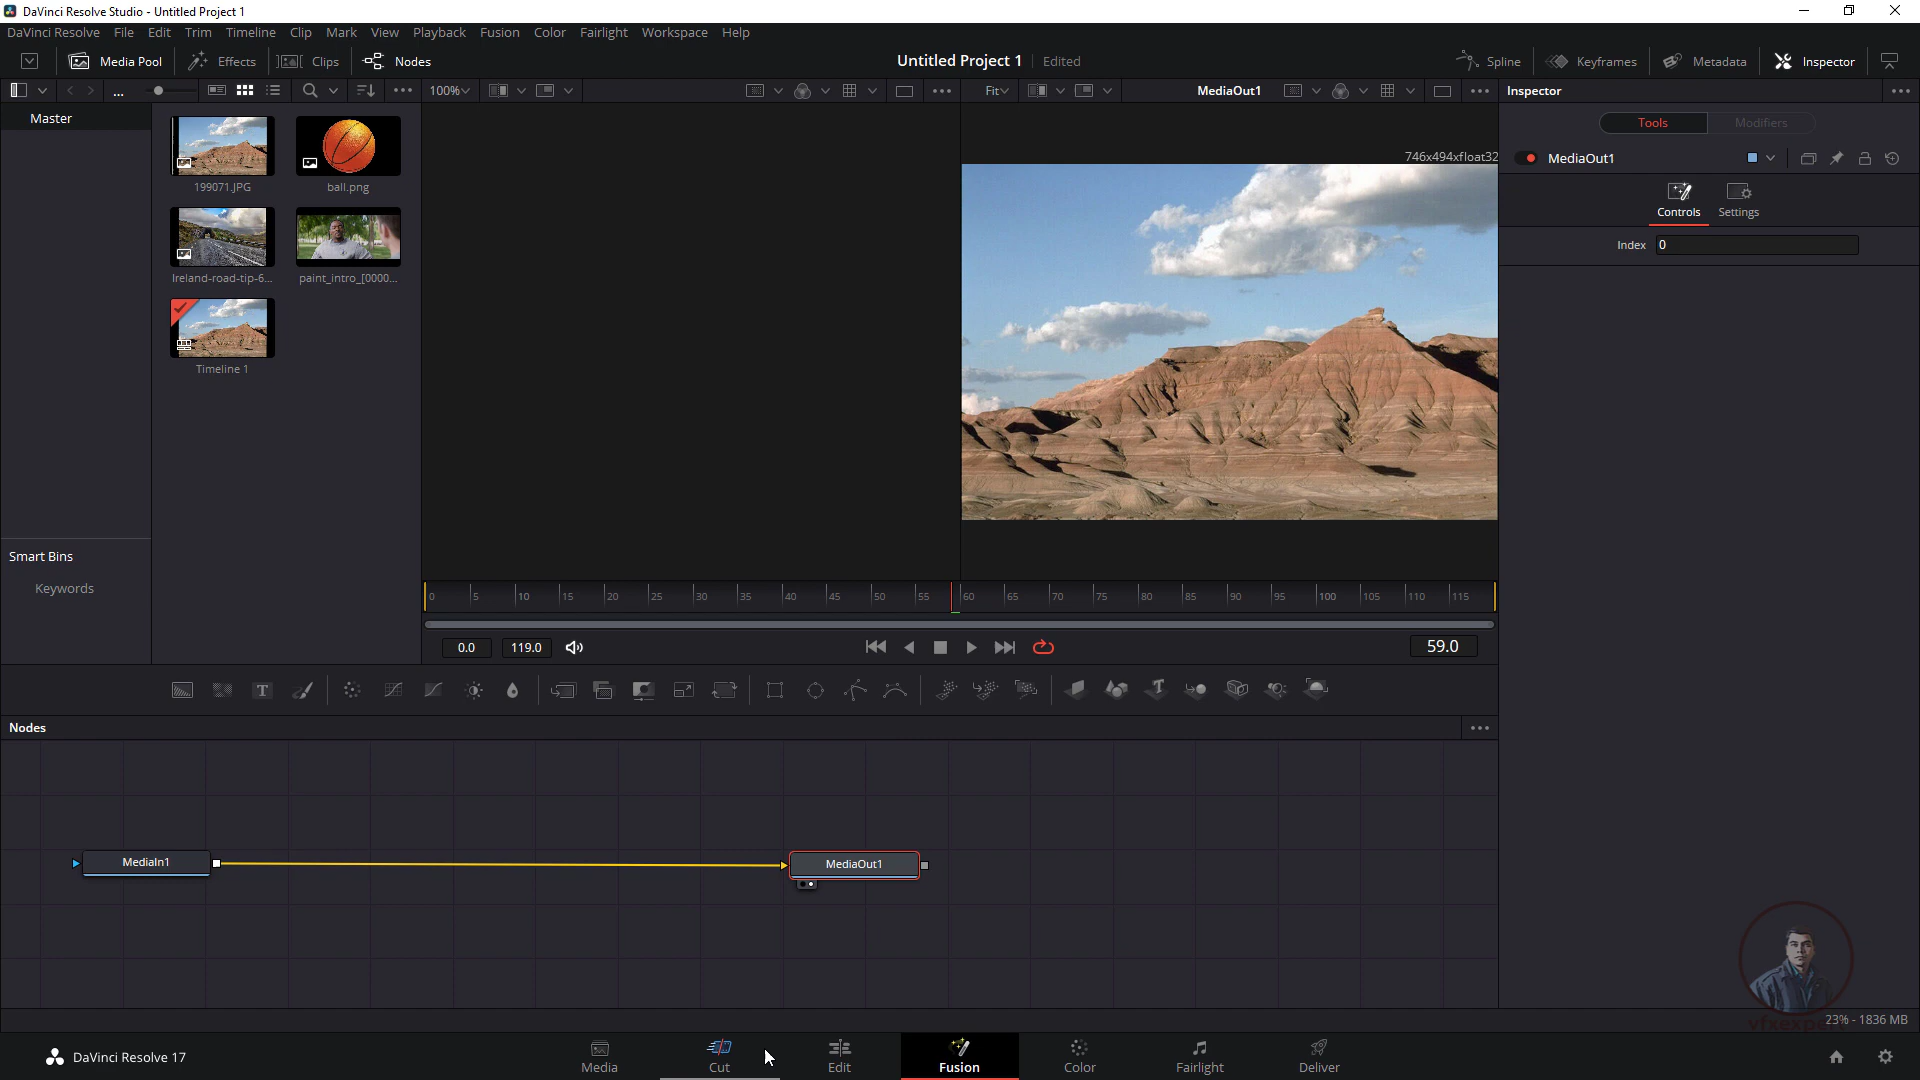 DaVinci Resolve Studio - Untitled Project 1
DaVinci Resolve File Edit Trim Timeline Clip Mark View Playback Fusion Color Fairlight Workspace Help
Media Pool Effects Clips Nodes Untitled Project 1 Edited Spline Keyframes Metadata Inspector
... 100% Fit MediaOut1 Inspector
Master
Tools Modifiers
746x494xfloat32
MediaOut1
199071.JPG ball.png
Controls Settings
Index 0
Ireland-road-tip-6... paint_intro_[0000...
Timeline 1
Smart Bins
Keywords
0 5 10 15 20 25 30 35 40 45 50 55 60 65 70 75 80 85 90 95 100 105 110 115
0.0 119.0 59.0
Nodes
MediaIn1 MediaOut1
23% - 1836 MB
DaVinci Resolve 17
Media Cut Edit Fusion Color Fairlight Deliver